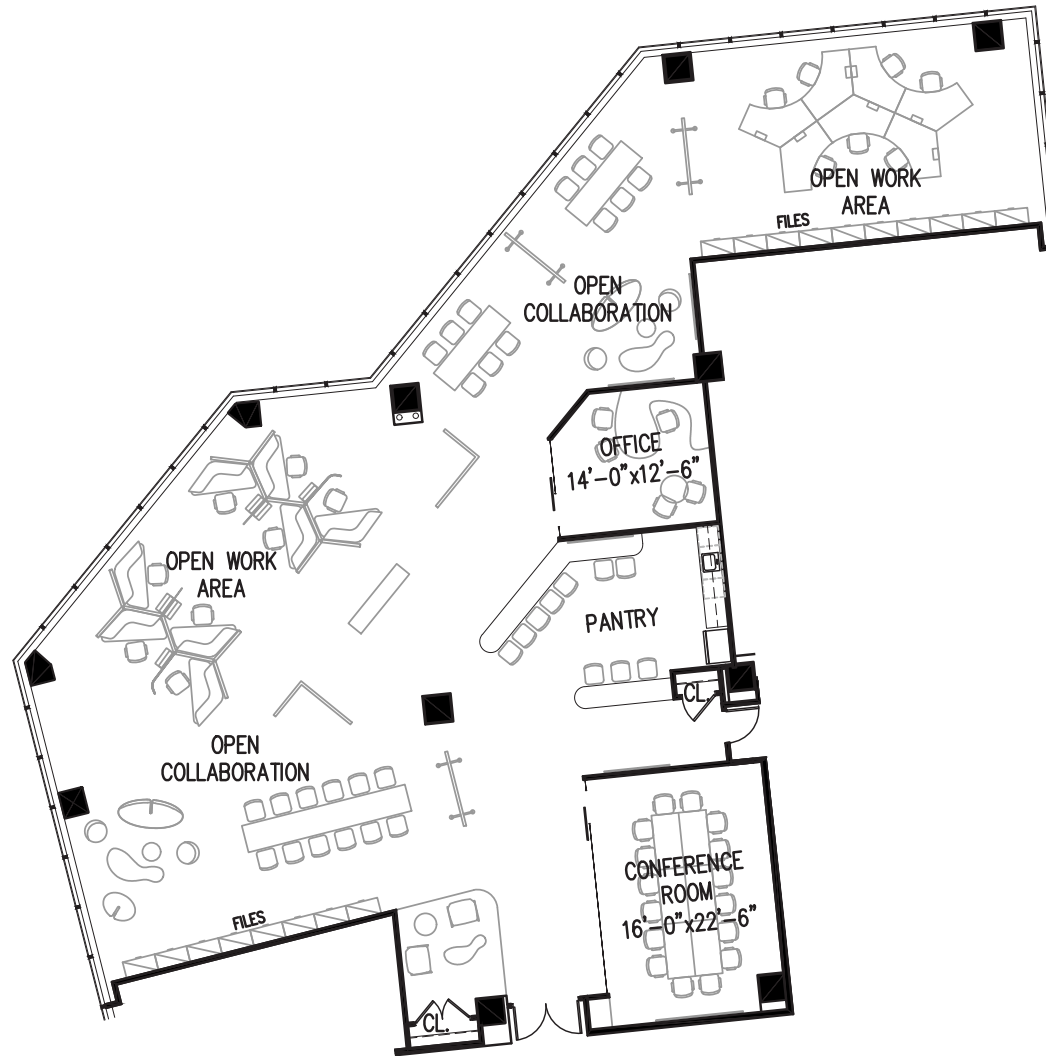 OPEN WORK
AREA
FILES
OPEN
COLLABORATION
OFFICE
14'-0"x12'-6"
OPEN WORK
AREA
PANTRY
CL.
OPEN
COLLABORATION
CONFERENCE
ROOM
16'-0"x22'-6"
FILES
CL.